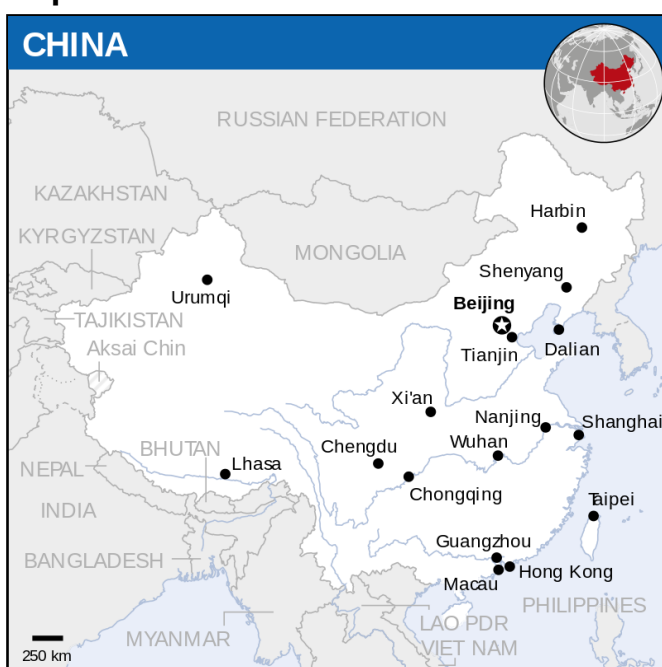 CHINA
RUSSIAN FEDERATION
KAZAKHSTAN
Harbin
KYRGYZSTAN
MONGOLIA
Shenyang
Urumqi
Beijing
TAJIKISTAN
Tianjin
Dalian
Aksai Chin
Xi'an
Nanjing
Shanghai
Chengdu
Wuhan
BHUTAN
Lhasa
NEPAL
Chongqing
Taipei
INDIA
Guangzhou
BANGLADESH
Hong Kong
Macau
PHILIPPINES
LAO PDR
MYANMAR
VIET NAM
250 km